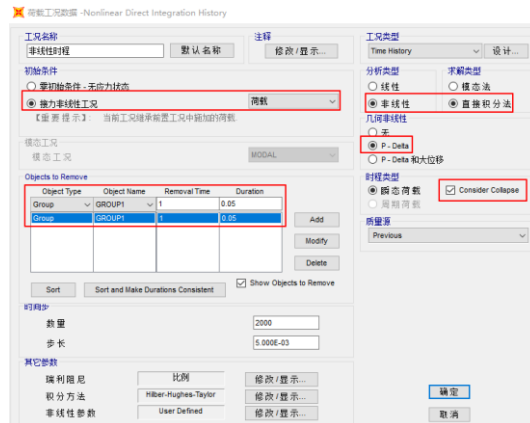 荷载工况数据 -Nonlinear Direct Integration History
工况名称
非线性时程
默认名称
注释
修改/显示...
工况类型
Time History
设计...
初始条件
零初始条件 - 无应力状态
接力非线性工况
荷载
【重要提示】: 当前工况继承前置工况中施加的荷载
分析类型
线性
非线性
求解类型
模态法
直接积分法
几何非线性
无
P - Delta
P - Delta 和大位移
模态工况
模态工况
MODAL
时程类型
瞬态荷载
周期荷载
Consider Collapse
质量源
Previous
Objects to Remove
Object Type Object Name Removal Time Duration
Group GROUP1 1 0.05
Group GROUP1 1 0.05
Add
Modify
Delete
Sort
Sort and Make Durations Consistent
Show Objects to Remove
时间步
数量 2000
步长 5.000E-03
其它参数
瑞利阻尼 比例 修改/显示...
积分方法 Hilber-Hughes-Taylor 修改/显示...
非线性参数 User Defined 修改/显示...
确定
取消